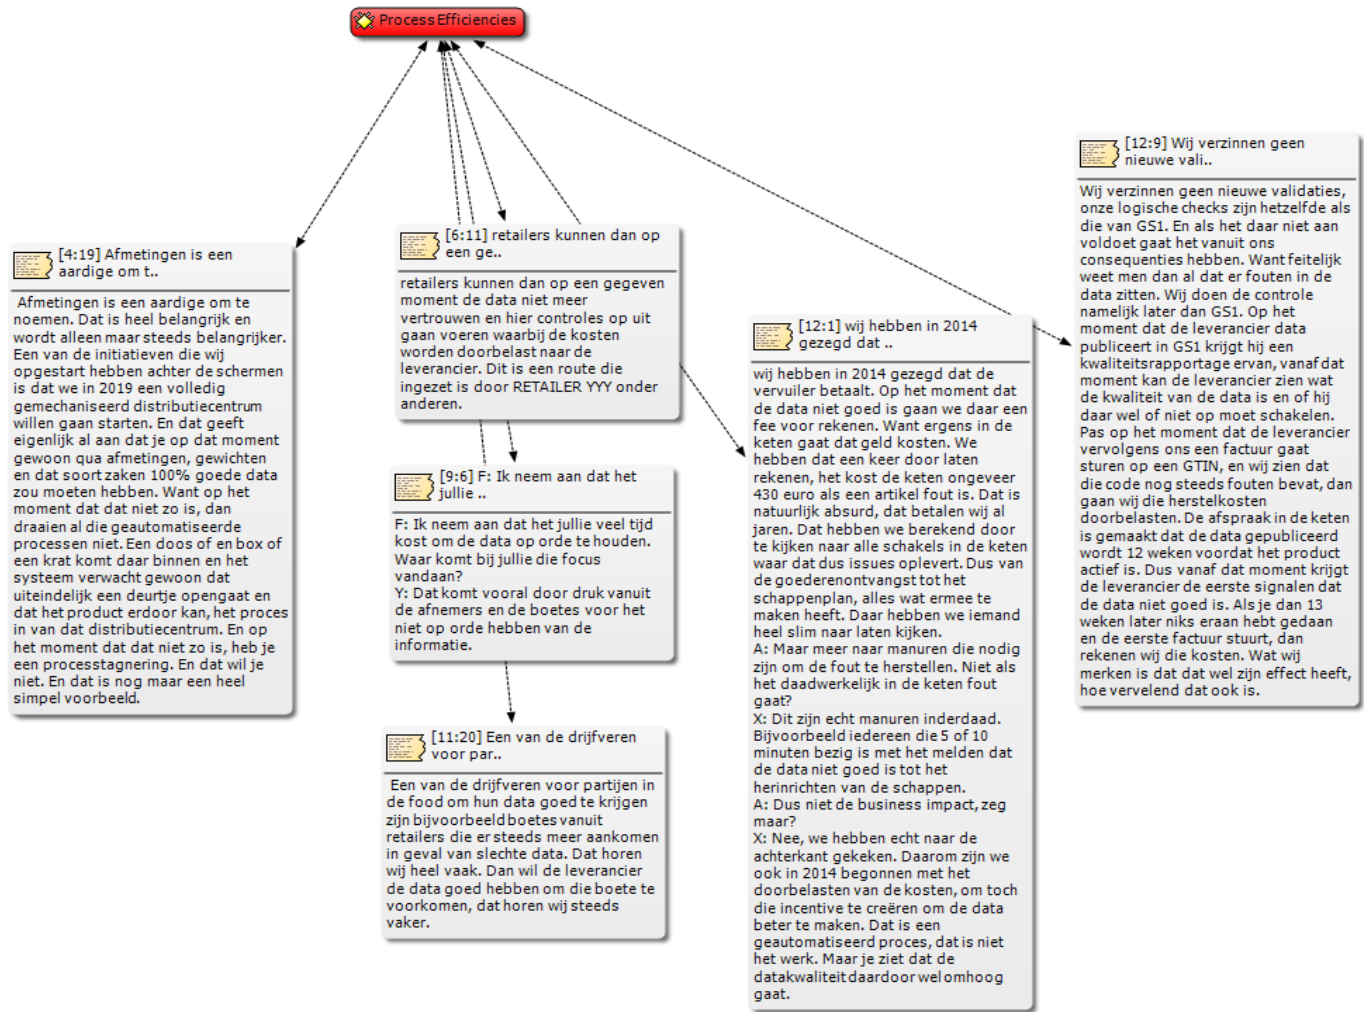 Process Efficiencies
[4:19] Afmetingen is een
aardige om t..
Afmetingen is een aardige om te
noemen. Dat is heel belangrijk en
wordt alleen maar steeds belangrijker.
Een van de initiatieven die wij
opgestart hebben achter de schermen
is dat we in 2019 een volledig
gemechaniseerd distributiecentrum
willen gaan starten. En dat geeft
eigenlijk al aan dat je op dat moment
gewoon qua afmetingen, gewichten
en dat soort zaken 100% goede data
zou moeten hebben. Want op het
moment dat dat niet zo is, dan
draaien al die geautomatiseerde
processen niet. Een doos of en box of
een krat komt daar binnen en het
systeem verwacht gewoon dat
uiteindelijk een deurtje opengaat en
dat het product erdoor kan, het proces
in van dat distributiecentrum. En op
het moment dat dat niet zo is, heb je
een processtagnering. En dat wil je
niet. En dat is nog maar een heel
simpel voorbeeld.
[6:11] retailers kunnen dan op
een ge..
retailers kunnen dan op een gegeven
moment de data niet meer
vertrouwen en hier controles op uit
gaan voeren waarbij de kosten
worden doorbelast naar de
leverancier. Dit is een route die
ingezet is door RETAILER YYY onder
anderen.
[9:6] F: Ik neem aan dat het
jullie ..
F: Ik neem aan dat het jullie veel tijd
kost om de data op orde te houden.
Waar komt bij jullie die focus
vandaan?
Y: Dat komt vooral door druk vanuit
de afnemers en de boetes voor het
niet op orde hebben van de
informatie.
[11:20] Een van de drijfveren
voor par..
Een van de drijfveren voor partijen in
de food om hun data goed te krijgen
zijn bijvoorbeeld boetes vanuit
retailers die er steeds meer aankomen
in geval van slechte data. Dat horen
wij heel vaak. Dan wil de leverancier
de data goed hebben om die boete te
voorkomen, dat horen wij steeds
vaker.
[12:1] wij hebben in 2014
gezegd dat ..
wij hebben in 2014 gezegd dat de
vervuiler betaalt. Op het moment dat
de data niet goed is gaan we daar een
fee voor rekenen. Want ergens in de
keten gaat dat geld kosten. We
hebben dat een keer door laten
rekenen, het kost de keten ongeveer
430 euro als een artikel fout is. Dat is
natuurlijk absurd, dat betalen wij al
jaren. Dat hebben we berekend door
te kijken naar alle schakels in de keten
waar dat dus issues oplevert. Dus van
de goederenontvangst tot het
schappenplan, alles wat ermee te
maken heeft. Daar hebben we iemand
heel slim naar laten kijken.
A: Maar meer naar manuren die nodig
zijn om de fout te herstellen. Niet als
het daadwerkelijk in de keten fout
gaat?
X: Dit zijn echt manuren inderdaad.
Bijvoorbeeld iedereen die 5 of 10
minuten bezig is met het melden dat
de data niet goed is tot het
herinrichten van de schappen.
A: Dus niet de business impact, zeg
maar?
X: Nee, we hebben echt naar de
achterkant gekeken. Daarom zijn we
ook in 2014 begonnen met het
doorbelasten van de kosten, om toch
die incentive te creëren om de data
beter te maken. Dat is een
geautomatiseerd proces, dat is niet
het werk. Maar je ziet dat de
datakwaliteit daardoor wel omhoog
gaat.
[12:9] Wij verzinnen geen
nieuwe vali..
Wij verzinnen geen nieuwe validaties,
onze logische checks zijn hetzelfde als
die van GS1. En als het daar niet aan
voldoet gaat het vanuit ons
consequenties hebben. Want feitelijk
weet men dan al dat er fouten in de
data zitten. Wij doen de controle
namelijk later dan GS1. Op het
moment dat de leverancier data
publiceert in GS1 krijgt hij een
kwaliteitsrapportage ervan, vanaf dat
moment kan de leverancier zien wat
de kwaliteit van de data is en of hij
daar wel of niet op moet schakelen.
Pas op het moment dat de leverancier
vervolgens ons een factuur gaat
sturen op een GTIN, en wij zien dat
die code nog steeds fouten bevat, dan
gaan wij die herstelkosten
doorbelasten. De afspraak in de keten
is gemaakt dat de data gepubliceerd
wordt 12 weken voordat het product
actief is. Dus vanaf dat moment krijgt
de leverancier de eerste signalen dat
de data niet goed is. Als je dan 13
weken later niks eraan hebt gedaan
en de eerste factuur stuurt, dan
rekenen wij die kosten. Wat wij
merken is dat dat wel zijn effect heeft,
hoe vervelend dat ook is.